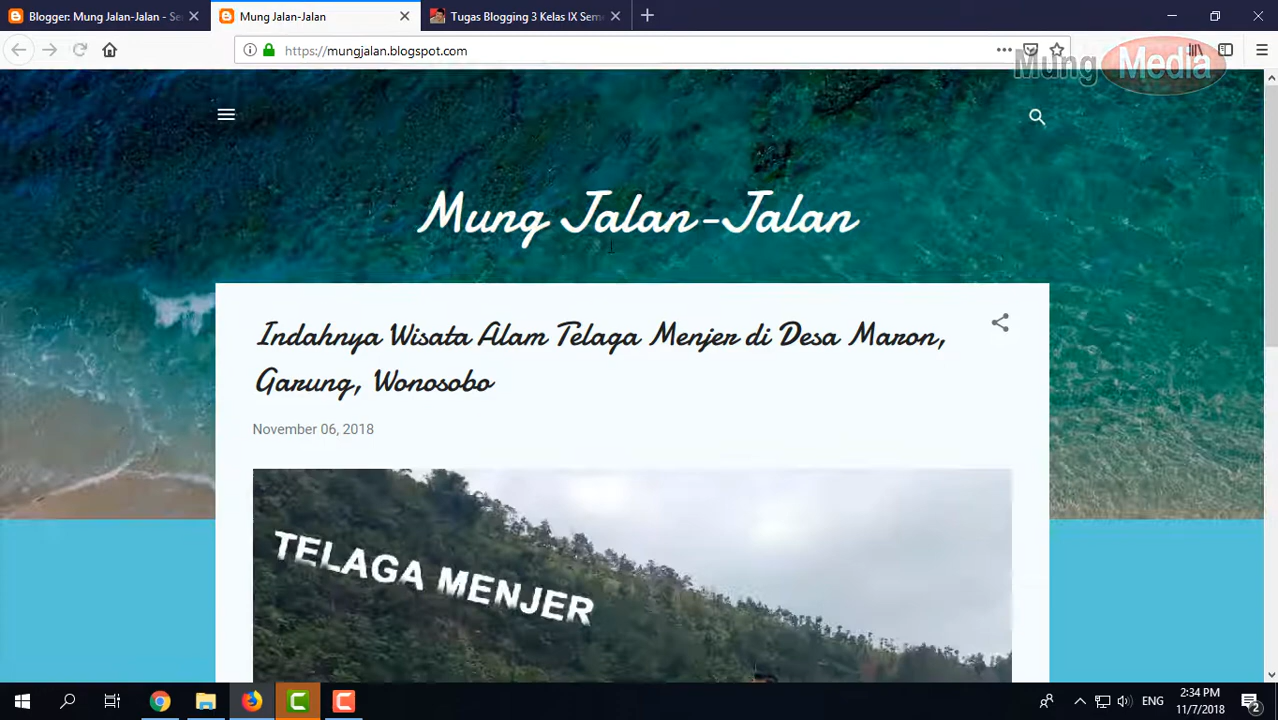 Blogger: Mung Jalan-Jalan - Se
Mung Jalan-Jalan
Tugas Blogging 3 Kelas IX Sem
https://mungjalan.blogspot.com
Mung Media
Mung Jalan-Jalan
Indahnya Wisata Alam Telaga Menjer di Desa Maron,
Garung, Wonosobo
November 06, 2018
TELAGA MENJER
ENG
2:34 PM
11/7/2018
2